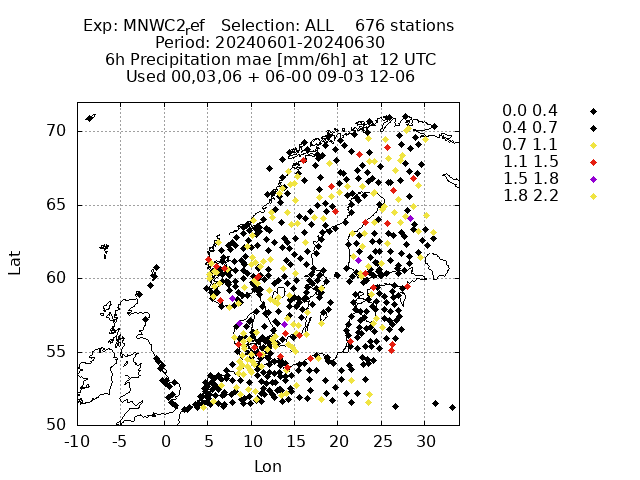 Exp: MNWC2ref   Selection: ALL    676 stations
Period: 20240601-20240630
6h Precipitation mae [mm/6h] at  12 UTC
Used 00,03,06 + 06-00 09-03 12-06
0.0 0.4
0.4 0.7
0.7 1.1
1.1 1.5
1.5 1.8
1.8 2.2
70
65
60
55
50
Lat
-10 -5 0 5 10 15 20 25 30
Lon